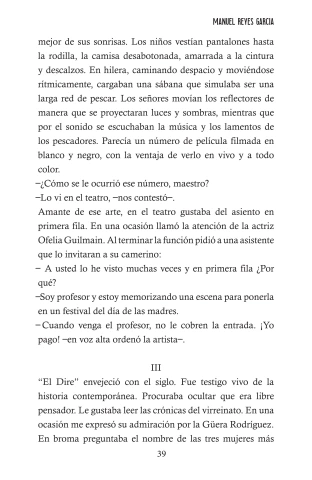 MANUEL REYES GARCIA
mejor de sus sonrisas. Los niños vestían pantalones hasta
la rodilla, la camisa desabotonada, amarrada a la cintura
y descalzos. En hilera, caminando despacio y moviéndose
rítmicamente, cargaban una sábana que simulaba ser una
larga red de pescar. Los señores movían los reflectores de
manera que se proyectaran luces y sombras, mientras que
por el sonido se escuchaban la música y los lamentos de
los pescadores. Parecía un número de película filmada en
blanco y negro, con la ventaja de verlo en vivo y a todo
color.
–¿Cómo se le ocurrió ese número, maestro?
–Lo vi en el teatro, –nos contestó–.
Amante de ese arte, en el teatro gustaba del asiento en
primera fila. En una ocasión llamó la atención de la actriz
Ofelia Guilmain. Al terminar la función pidió a una asistente
que lo invitaran a su camerino:
– A usted lo he visto muchas veces y en primera fila ¿Por
qué?
–Soy profesor y estoy memorizando una escena para ponerla
en un festival del día de las madres.
– Cuando venga el profesor, no le cobren la entrada. ¡Yo
pago! –en voz alta ordenó la artista–.
III
“El Dire” envejeció con el siglo. Fue testigo vivo de la
historia contemporánea. Procuraba ocultar que era libre
pensador. Le gustaba leer las crónicas del virreinato. En una
ocasión me expresó su admiración por la Güera Rodríguez.
En broma preguntaba el nombre de las tres mujeres más
39